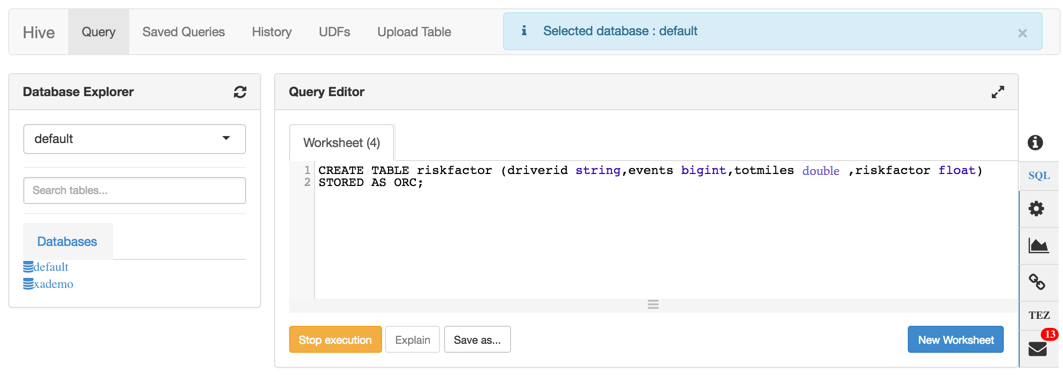 Hive Query Saved Queries History UDFs Upload Table
i Selected database : default ×
Database Explorer
default
Search tables...
Databases
default
xademo
Query Editor
Worksheet (4)
1 CREATE TABLE riskfactor (driverid string,events bigint,totmiles double ,riskfactor float)
2 STORED AS ORC;
Stop execution Explain Save as... New Worksheet
SQL
TEZ
13